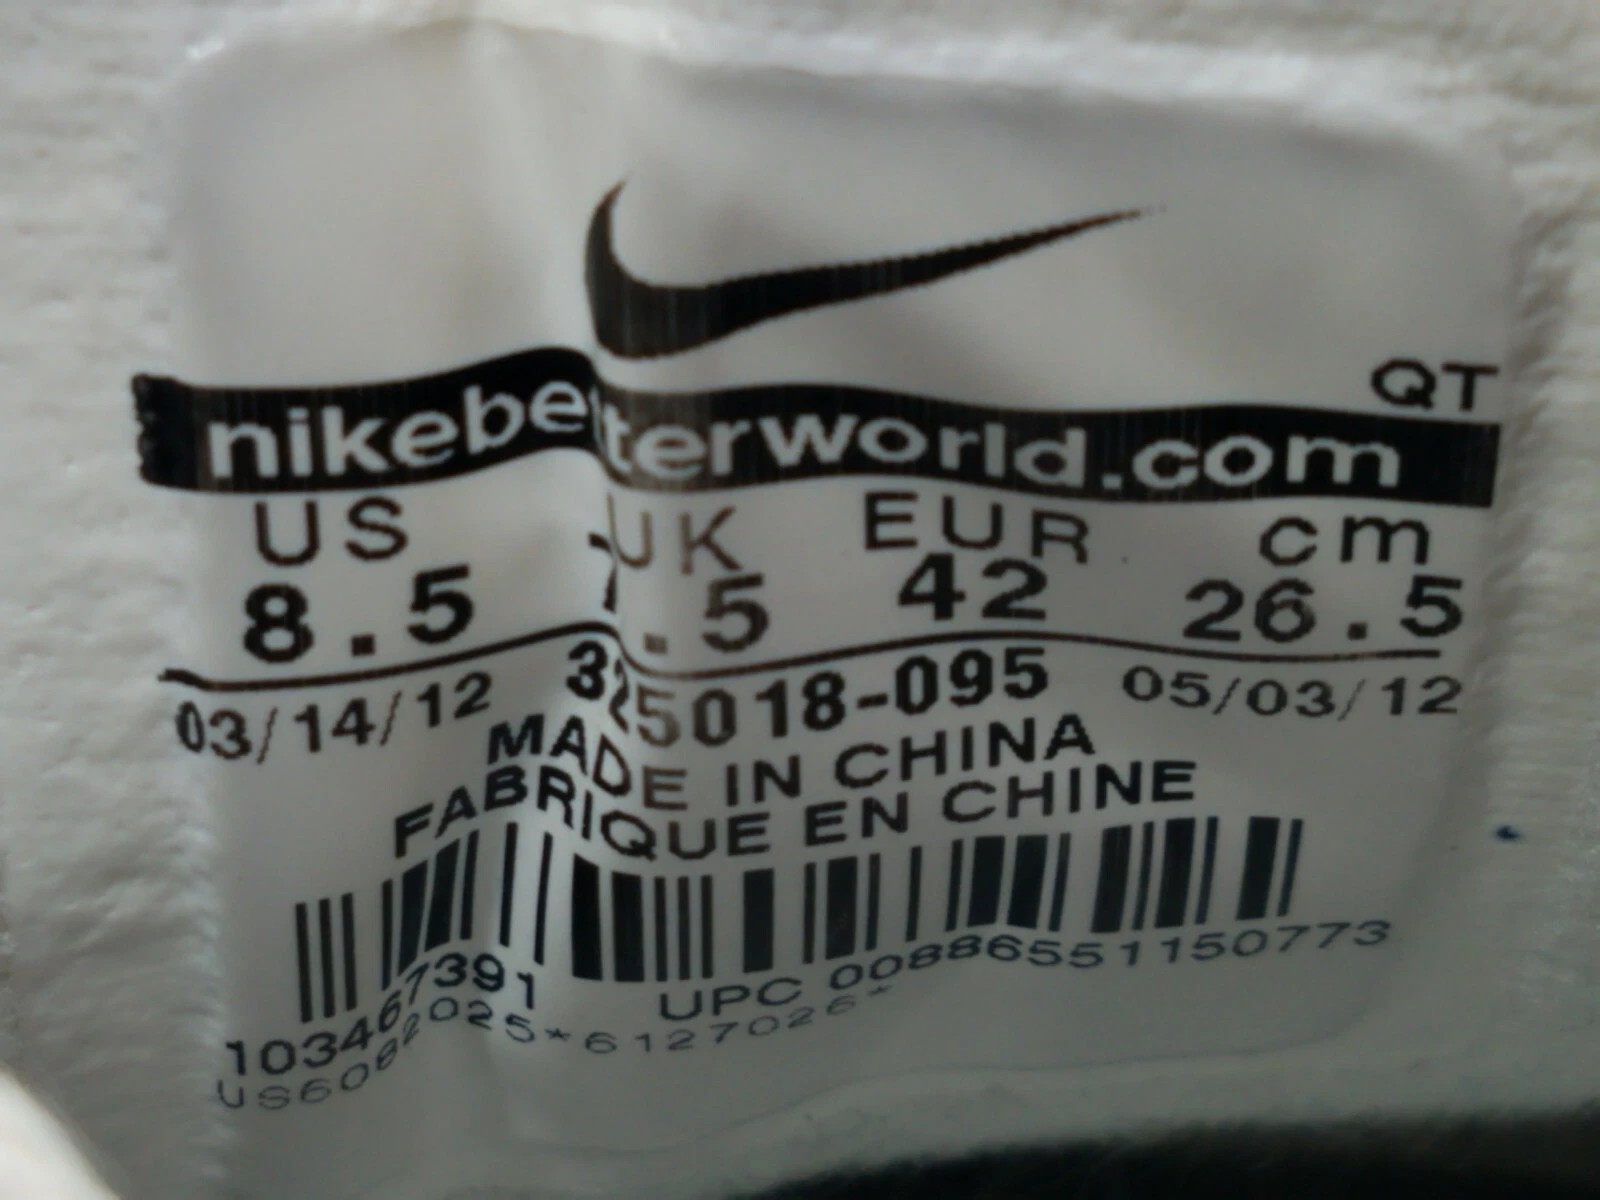 QT
nikebetterworld.com
US UK EUR cm
8.5 7.5 42 26.5
03/14/12 325018-095 05/03/12
MADE IN CHINA
FABRIQUE EN CHINE
103467391 UPC 00886551150773
US6082025*6127026*